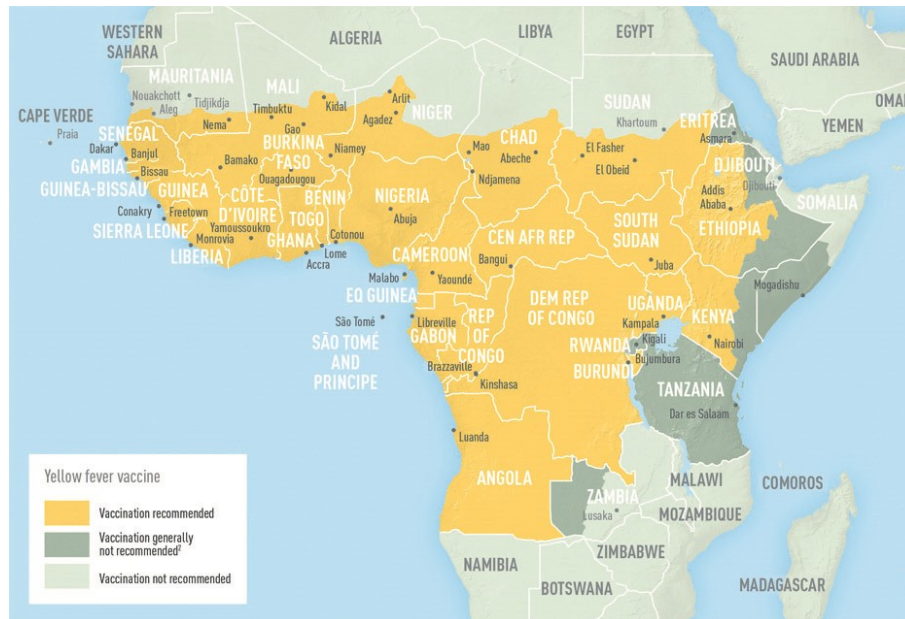 WESTERN
SAHARA
ALGERIA
LIBYA
EGYPT
SAUDI ARABIA
OMAN
YEMEN
MAURITANIA
Nouakchott
Aleg
Tidjikdja
MALI
Timbuktu
Kidal
Arlit
Agadez
NIGER
SUDAN
Khartoum
ERITREA
Asmara
CAPE VERDE
Praia
Nema
Gao
SENEGAL
Dakar
Banjul
GAMBIA
Bissau
GUINEA-BISSAU
BURKINA
FASO
Niamey
Bamako
Ouagadougou
CHAD
Mao
Abeche
Ndjamena
El Fasher
El Obeid
DJIBOUTI
Djibouti
Addis
Ababa
ETHIOPIA
SOMALIA
GUINEA
Conakry
Freetown
SIERRA LEONE
CÔTE
D'IVOIRE
Yamoussoukro
Monrovia
LIBERIA
BENIN
TOGO
GHANA
Cotonou
Lome
Accra
NIGERIA
Abuja
CAMEROON
Malabo
Yaoundé
EQ GUINEA
CEN AFR REP
Bangui
SOUTH
SUDAN
Juba
Mogadishu
São Tomé
SÃO TOMÉ
AND
PRINCIPE
Libreville
GABON
REP
OF
CONGO
Brazzaville
Kinshasa
DEM REP
OF CONGO
UGANDA
Kampala
KENYA
Nairobi
RWANDA
Kigali
Bujumbura
BURUNDI
TANZANIA
Dar es Salaam
Luanda
ANGOLA
ZAMBIA
Lusaka
MALAWI
COMOROS
MOZAMBIQUE
ZIMBABWE
NAMIBIA
BOTSWANA
MADAGASCAR
Yellow fever vaccine
Vaccination recommended
Vaccination generally
not recommended²
Vaccination not recommended